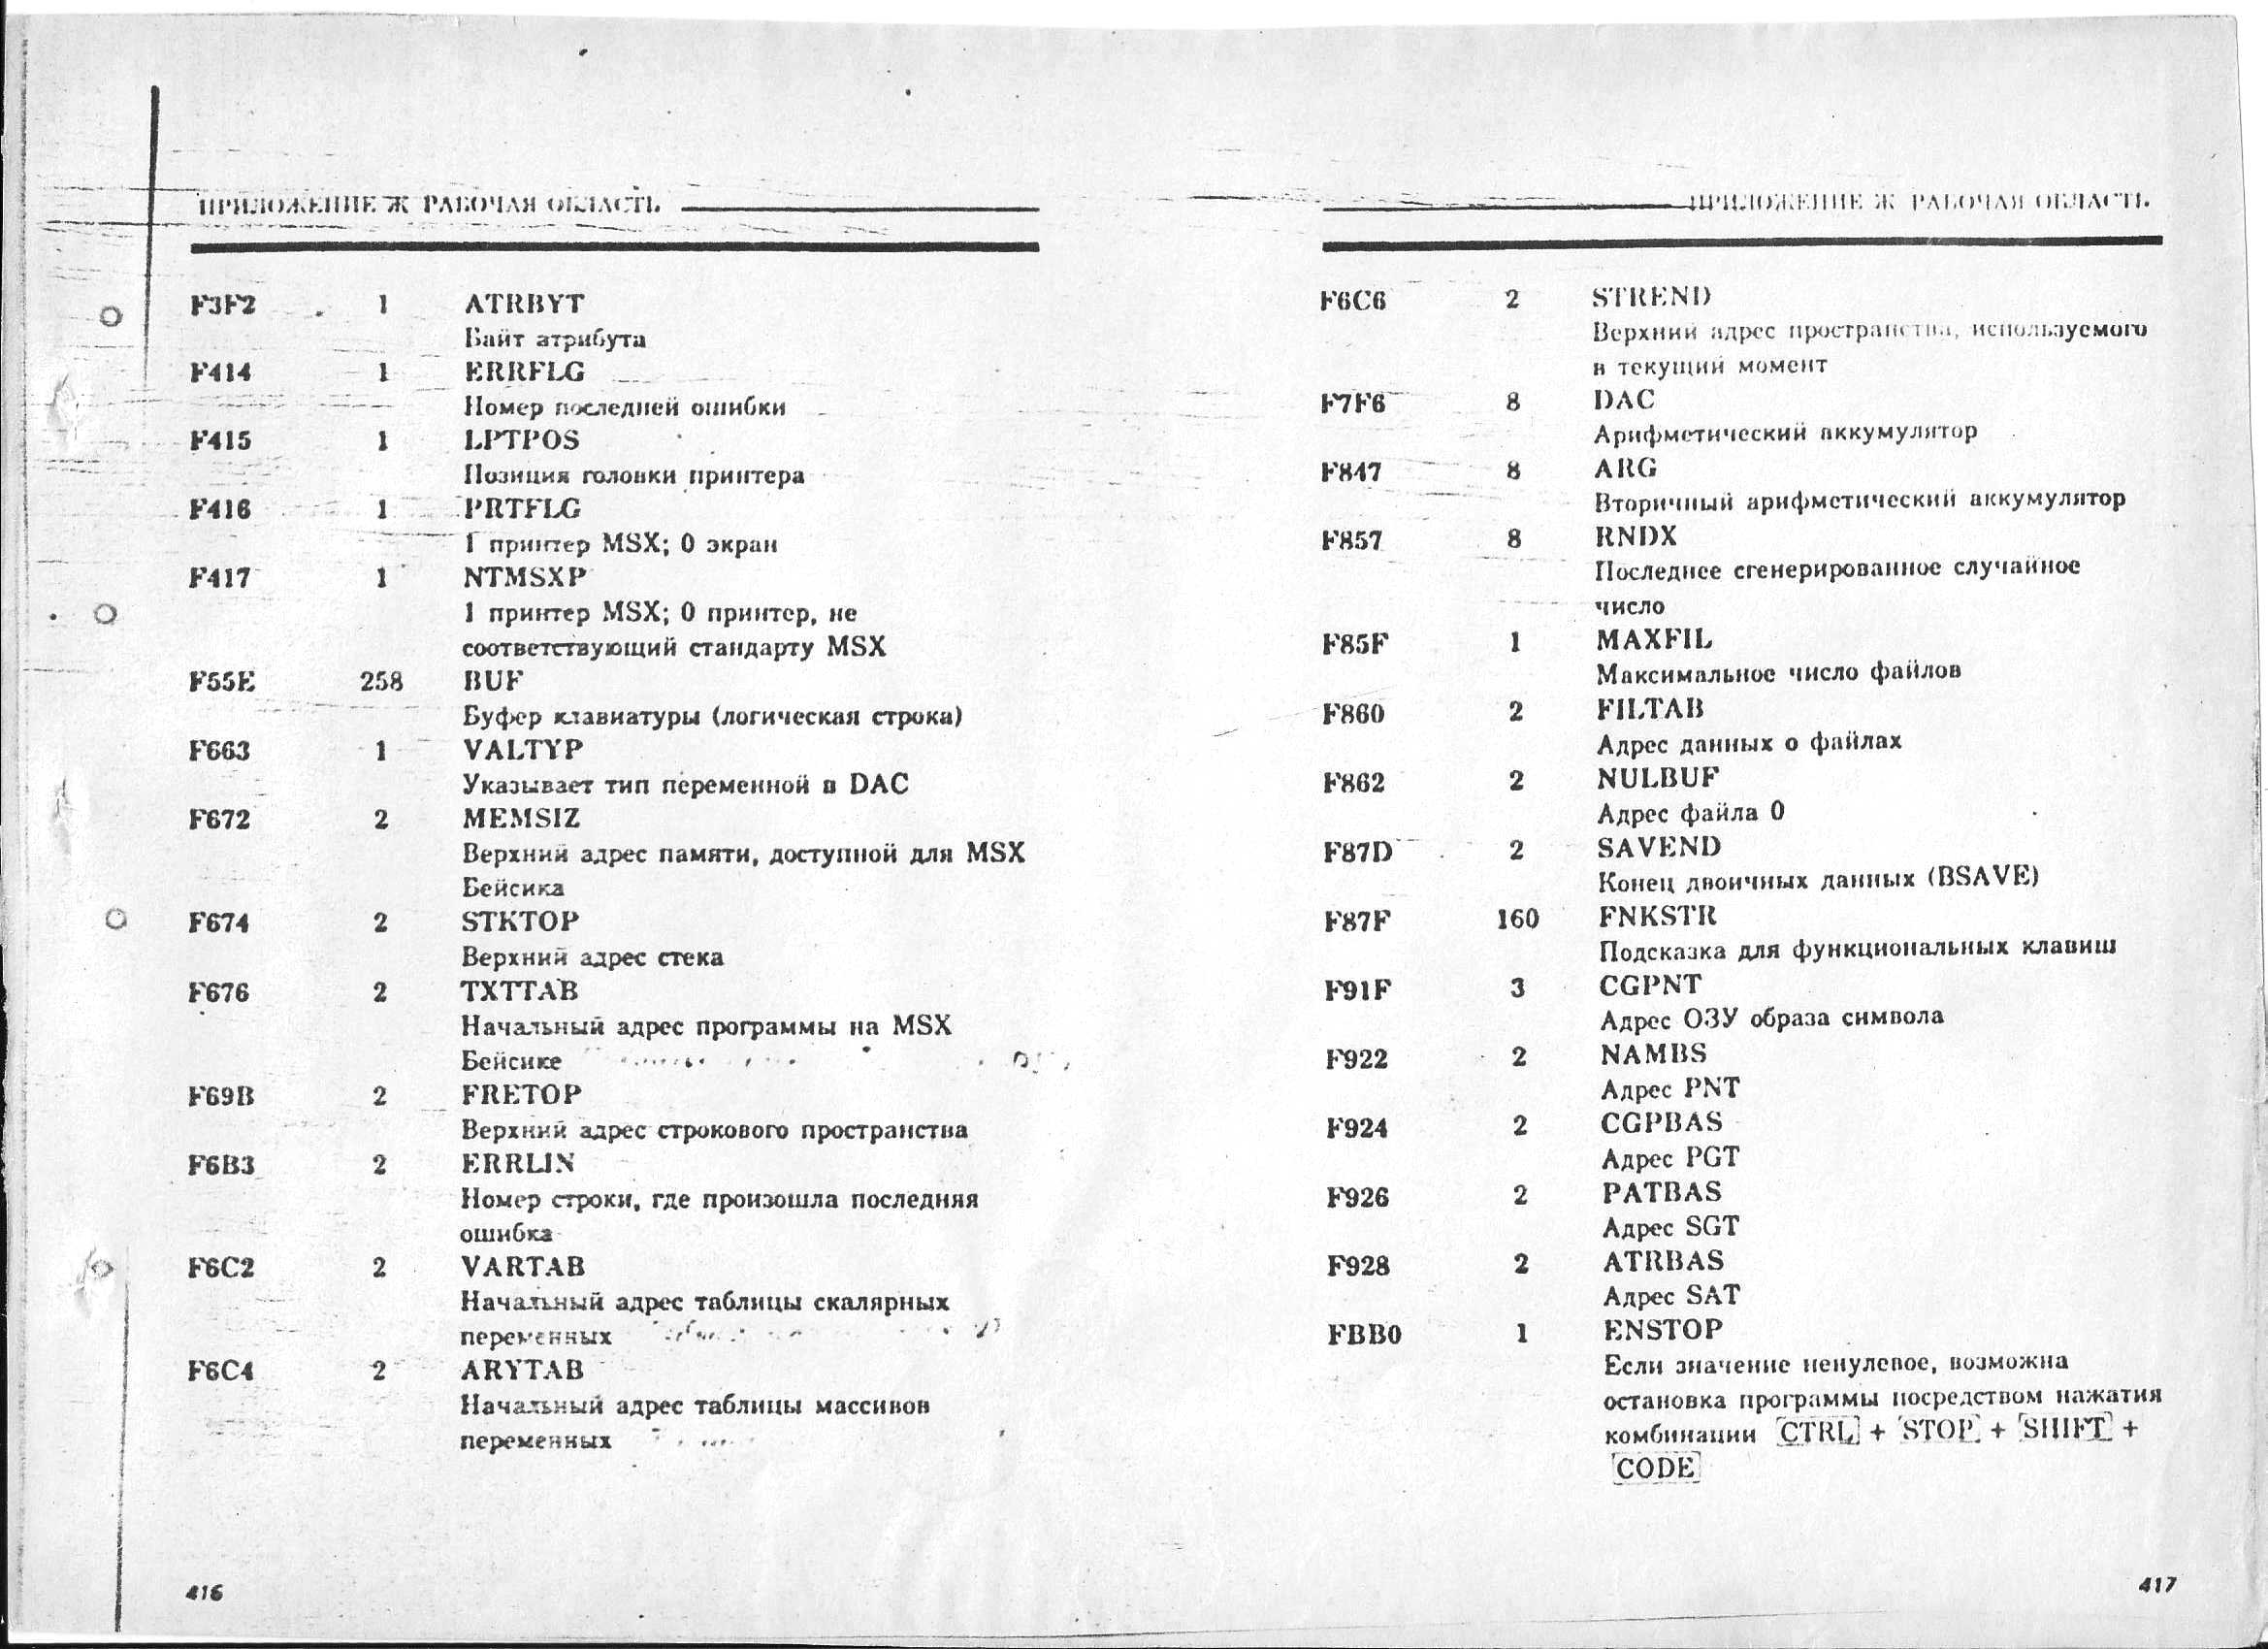 ПРИЛОЖЕНИЕ Ж РАБОЧАЯ ОБЛАСТЬ
F3F2 1 ATRBYT
Байт атрибута
F414 1 ERRFLG
Номер последней ошибки
F415 1 LPTPOS
Позиция головки принтера
F416 1 PRTFLG
1 принтер MSX; 0 экран
F417 1 NTMSXP
1 принтер MSX; 0 принтер, не
соответствующий стандарту MSX
F55E 258 BUF
Буфер клавиатуры (логическая строка)
F663 1 VALTYP
Указывает тип переменной в DAC
F672 2 MEMSIZ
Верхний адрес памяти, доступной для MSX
Бейсика
F674 2 STKTOP
Верхний адрес стека
F676 2 TXTTAB
Начальный адрес программы на MSX
Бейсике
F69B 2 FRETOP
Верхний адрес строкового пространства
F6B3 2 ERRLIN
Номер строки, где произошла последняя
ошибка
F6C2 2 VARTAB
Начальный адрес таблицы скалярных
переменных
F6C4 2 ARYTAB
Начальный адрес таблицы массивов
переменных
416
ПРИЛОЖЕНИЕ Ж РАБОЧАЯ ОБЛАСТЬ
F6C6 2 STREND
Верхний адрес пространства, используемого
в текущий момент
F7F6 8 DAC
Арифметический аккумулятор
F847 8 ARG
Вторичный арифметический аккумулятор
F857 8 RNDX
Последнее сгенерированное случайное
число
F85F 1 MAXFIL
Максимальное число файлов
F860 2 FILTAB
Адрес данных о файлах
F862 2 NULBUF
Адрес файла 0
F87D 2 SAVEND
Конец двоичных данных (BSAVE)
F87F 160 FNKSTR
Подсказка для функциональных клавиш
F91F 3 CGPNT
Адрес ОЗУ образа символа
F922 2 NAMBS
Адрес PNT
F924 2 CGPBAS
Адрес PGT
F926 2 PATBAS
Адрес SGT
F928 2 ATRBAS
Адрес SAT
FBB0 1 ENSTOP
Если значение ненулевое, возможна
остановка программы посредством нажатия
комбинации CTRL + STOP + SHIFT +
CODE
417